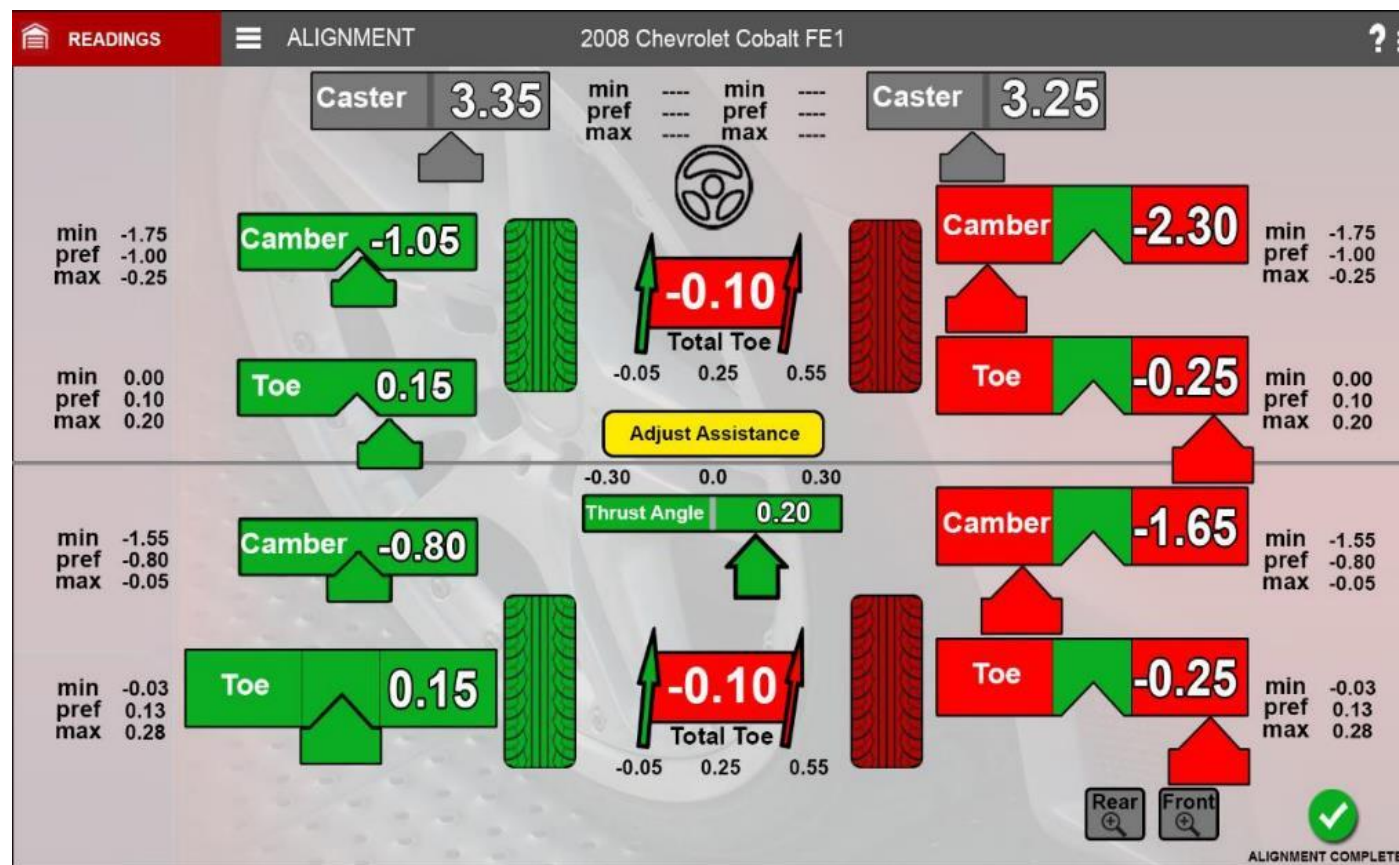 READINGS ALIGNMENT 2008 Chevrolet Cobalt FE1 ?
Caster 3.35
min ---- min ----
pref ---- pref ----
max ---- max ----
Caster 3.25
min -1.75
pref -1.00
max -0.25
Camber -1.05
Camber -2.30
min -1.75
pref -1.00
max -0.25
-0.10
Total Toe
-0.05 0.25 0.55
min 0.00
pref 0.10
max 0.20
Toe 0.15
Toe -0.25
min 0.00
pref 0.10
max 0.20
Adjust Assistance
-0.30 0.0 0.30
Thrust Angle 0.20
min -1.55
pref -0.80
max -0.05
Camber -0.80
Camber -1.65
min -1.55
pref -0.80
max -0.05
min -0.03
pref 0.13
max 0.28
Toe 0.15
-0.10
Total Toe
-0.05 0.25 0.55
Toe -0.25
min -0.03
pref 0.13
max 0.28
Rear Front
ALIGNMENT COMPLETE